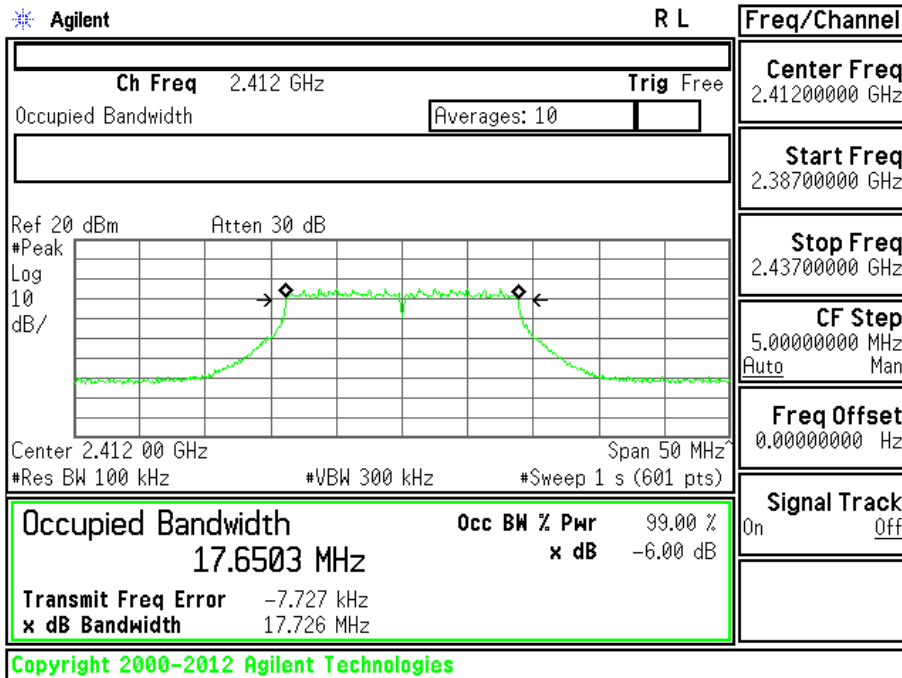 Agilent R L
Ch Freq 2.412 GHz Trig Free
Occupied Bandwidth Averages: 10
Ref 20 dBm Atten 30 dB
#Peak
Log
10
dB/
Center 2.412 00 GHz Span 50 MHz^
#Res BW 100 kHz #VBW 300 kHz #Sweep 1 s (601 pts)
Occupied Bandwidth Occ BW % Pwr 99.00 %
17.6503 MHz x dB -6.00 dB
Transmit Freq Error -7.727 kHz
x dB Bandwidth 17.726 MHz
Copyright 2000-2012 Agilent Technologies
Freq/Channel
Center Freq
2.41200000 GHz
Start Freq
2.38700000 GHz
Stop Freq
2.43700000 GHz
CF Step
5.00000000 MHz
Auto Man
Freq Offset
0.00000000 Hz
Signal Track
On Off